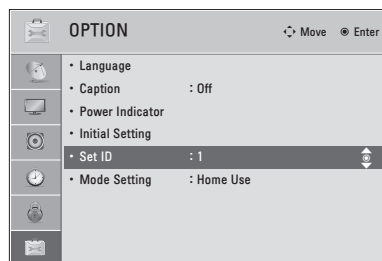 OPTION Move Enter
• Language
• Caption : Off
• Power Indicator
• Initial Setting
• Set ID : 1
• Mode Setting : Home Use